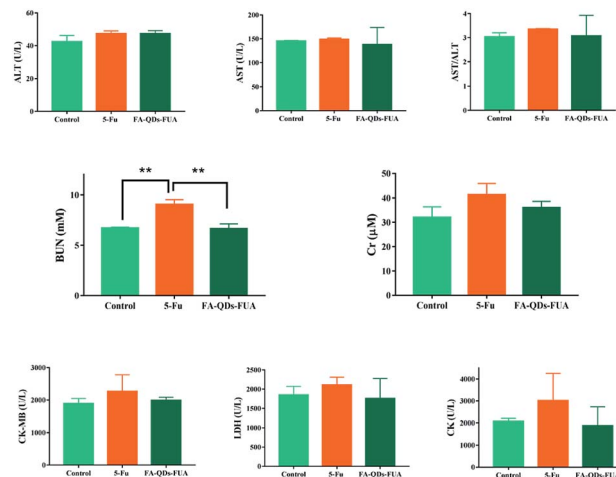 ALT (U/L)
60
40
20
0
Control 5-Fu FA-QDs-FUA
AST (U/L)
200
150
100
50
0
Control 5-Fu FA-QDs-FUA
AST/ALT
4
3
2
1
0
Control 5-Fu FA-QDs-FUA
BUN (mM)
10
5
0
** **
Control 5-Fu FA-QDs-FUA
Cr (μM)
50
40
30
20
10
0
Control 5-Fu FA-QDs-FUA
CK-MB (U/L)
3000
2000
1000
0
Control 5-Fu FA-QDs-FUA
LDH (U/L)
2500
2000
1500
1000
500
0
Control 5-Fu FA-QDs-FUA
CK (U/L)
4000
3000
2000
1000
0
Control 5-Fu FA-QDs-FUA